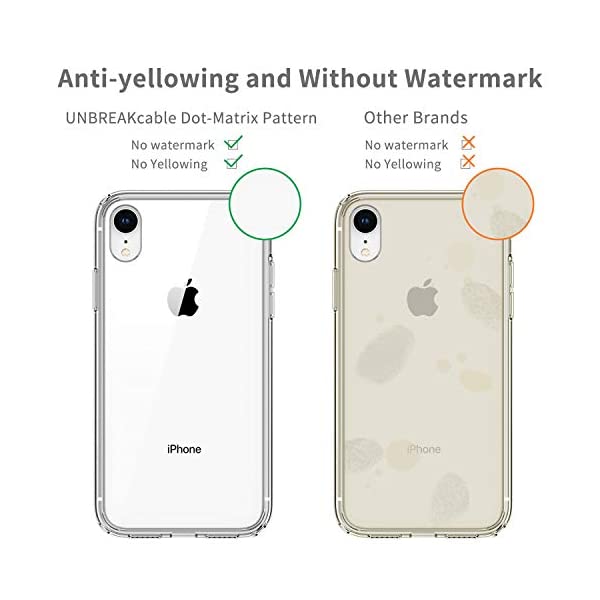 Anti-yellowing and Without Watermark
UNBREAKcable Dot-Matrix Pattern
No watermark
No Yellowing
Other Brands
No watermark
No Yellowing
iPhone
iPhone